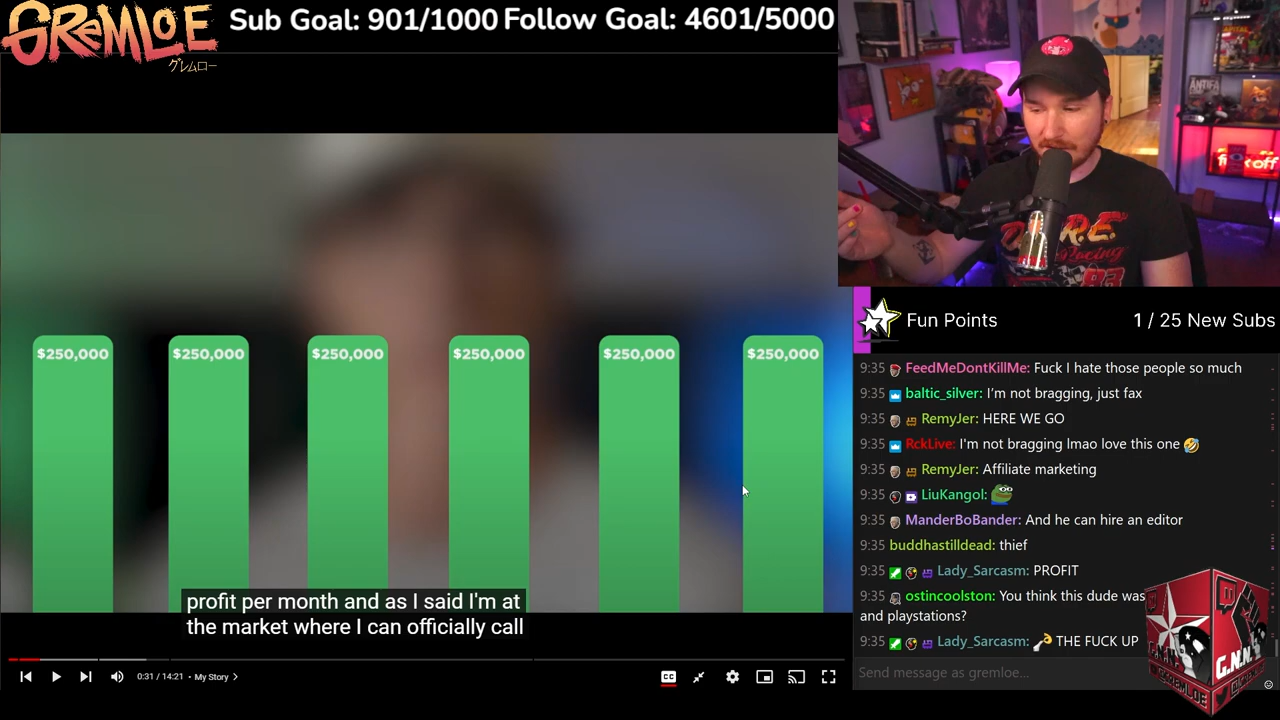 GREMLOE
グレムロー
Sub Goal: 901/1000
Follow Goal: 4601/5000
$250,000
$250,000
$250,000
$250,000
$250,000
$250,000
profit per month and as I said I'm at
the market where I can officially call
0:31 / 14:21 • My Story
CC
ANTIFA
off
D.A.R.E.
Racing
Fun Points
1 / 25 New Subs
9:35 FeedMeDontKillMe: Fuck I hate those people so much
9:35 baltic_silver: I'm not bragging, just fax
9:35 RemyJer: HERE WE GO
9:35 RckLive: I'm not bragging lmao love this one 🤣
9:35 RemyJer: Affiliate marketing
9:35 LiuKangol:
9:35 ManderBoBander: And he can hire an editor
9:35 buddhastilldead: thief
9:35 Lady_Sarcasm: PROFIT
9:35 ostincoolston: You think this dude was
and playstations?
9:35 Lady_Sarcasm: THE FUCK UP
Send message as gremloe...
G.N.N.
GREMLOE